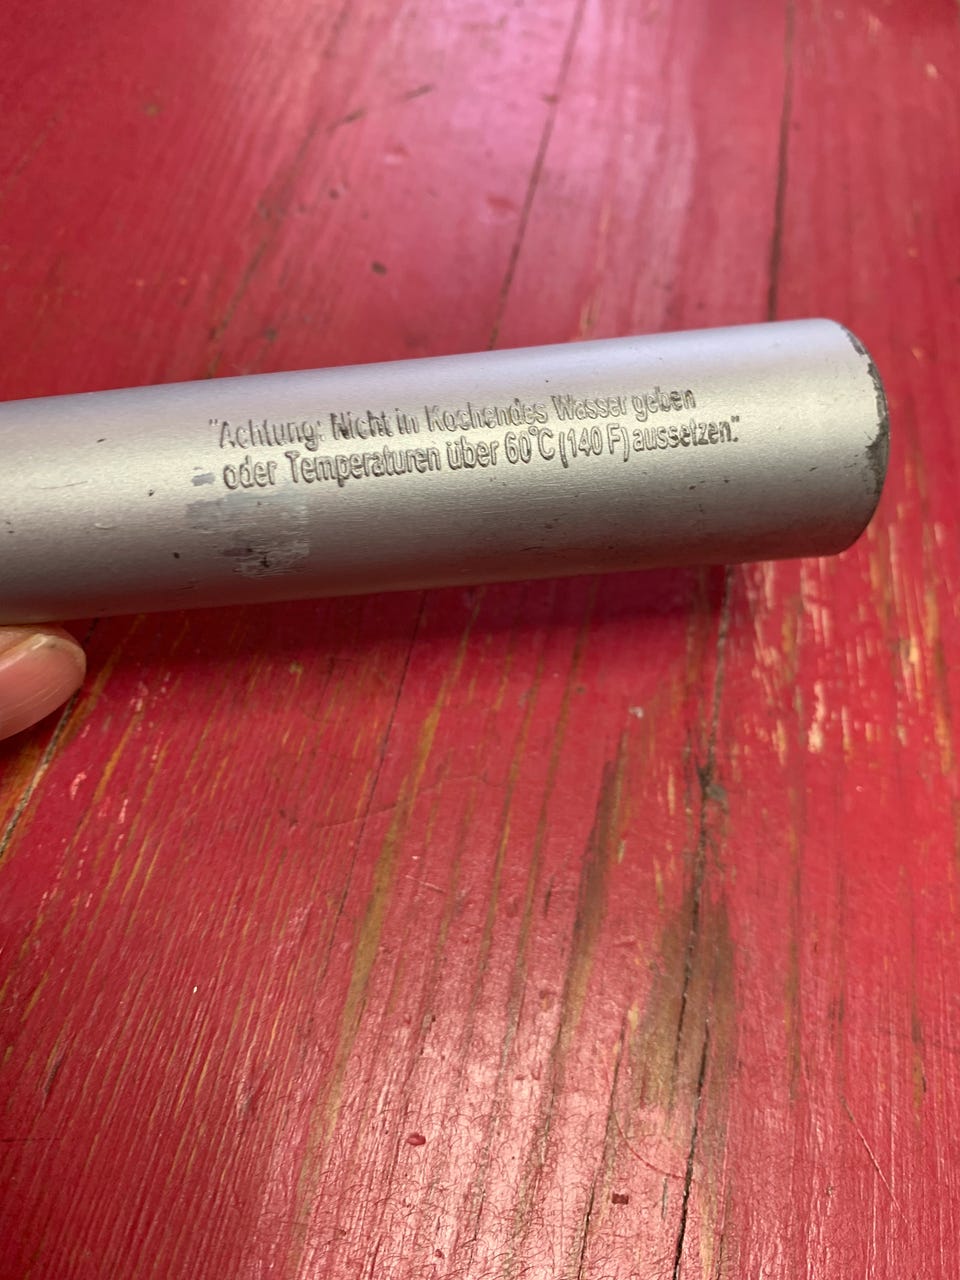 "Achtung: Nicht in Kochendes Wasser geben
oder Temperaturen über 60°C (140 F) aussetzen."